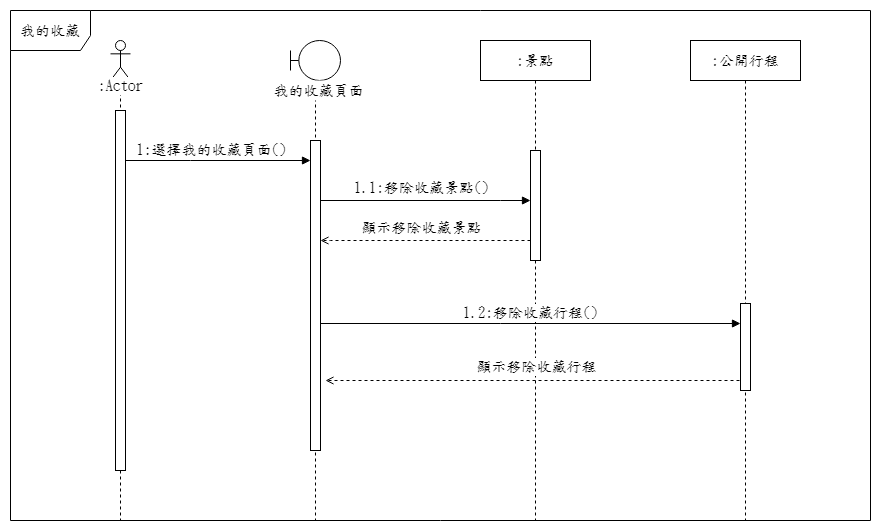 我的收藏
:Actor
我的收藏頁面
:景點
:公開行程
1:選擇我的收藏頁面()
1.1:移除收藏景點()
顯示移除收藏景點
1.2:移除收藏行程()
顯示移除收藏行程